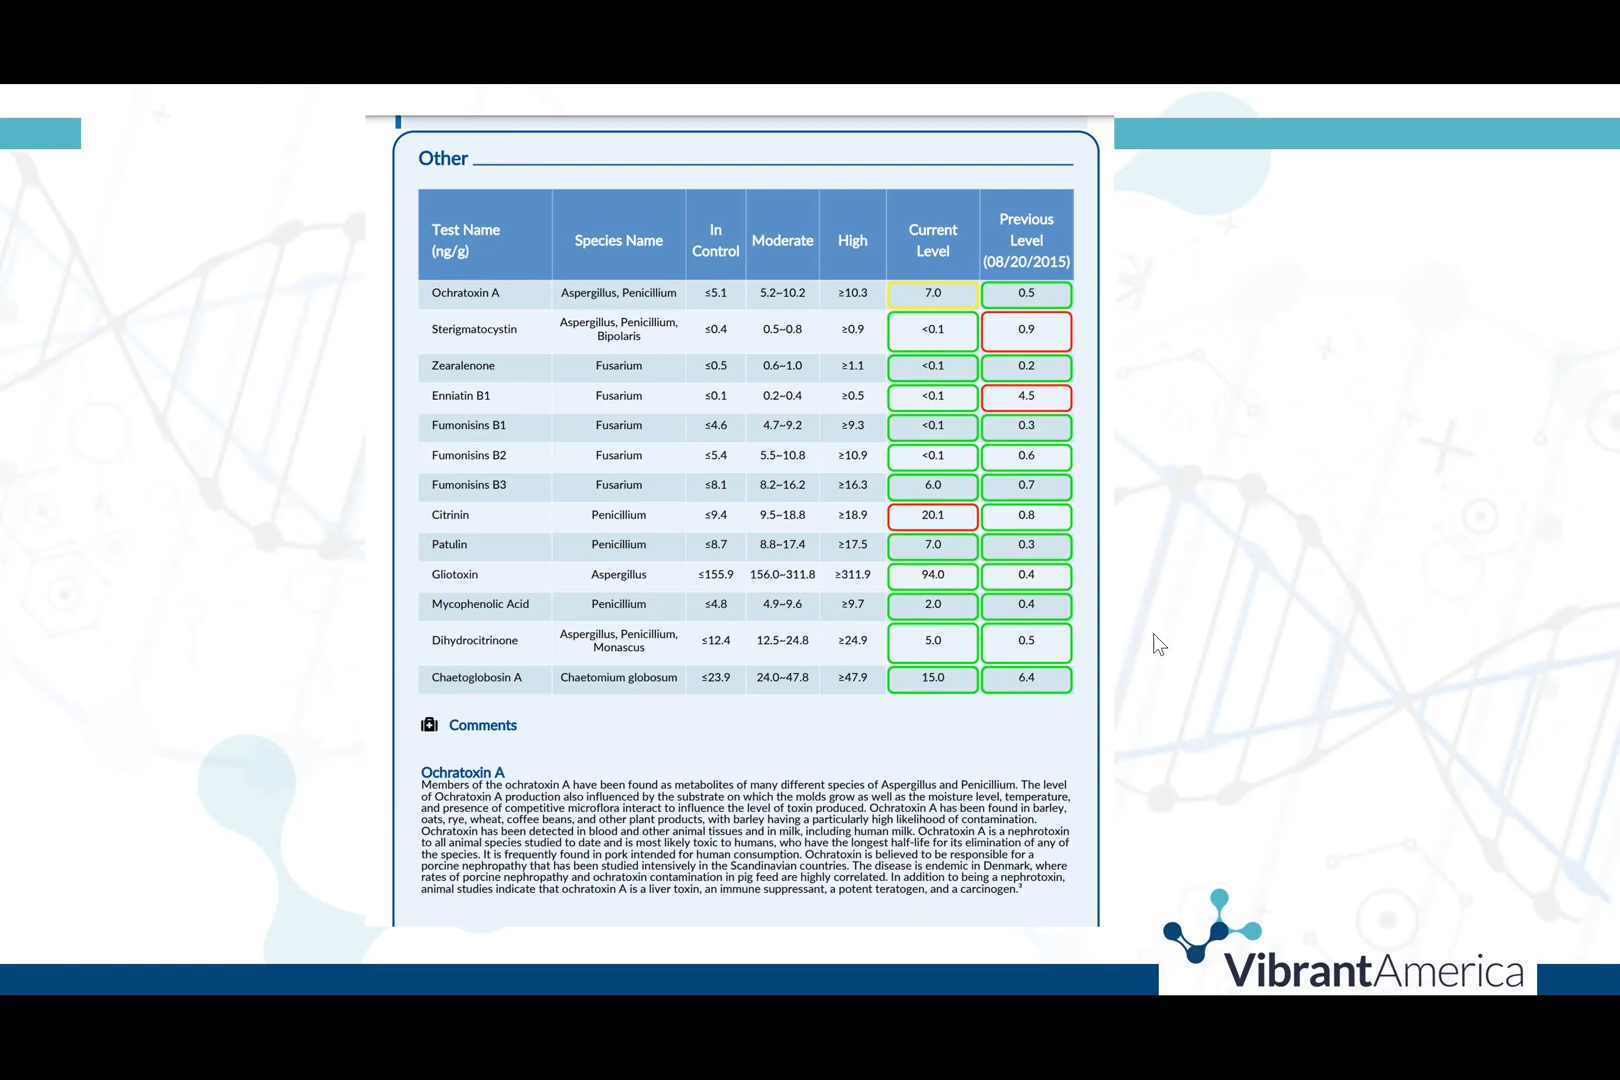 Other
Test Name (ng/g) Species Name In Control Moderate High Current Level Previous Level (08/20/2015)
Ochratoxin A Aspergillus, Penicillium ≤5.1 5.2~10.2 ≥10.3 7.0 0.5
Sterigmatocystin Aspergillus, Penicillium, Bipolaris ≤0.4 0.5~0.8 ≥0.9 <0.1 0.9
Zearalenone Fusarium ≤0.5 0.6~1.0 ≥1.1 <0.1 0.2
Enniatin B1 Fusarium ≤0.1 0.2~0.4 ≥0.5 <0.1 4.5
Fumonisins B1 Fusarium ≤4.6 4.7~9.2 ≥9.3 <0.1 0.3
Fumonisins B2 Fusarium ≤5.4 5.5~10.8 ≥10.9 <0.1 0.6
Fumonisins B3 Fusarium ≤8.1 8.2~16.2 ≥16.3 6.0 0.7
Citrinin Penicillium ≤9.4 9.5~18.8 ≥18.9 20.1 0.8
Patulin Penicillium ≤8.7 8.8~17.4 ≥17.5 7.0 0.3
Gliotoxin Aspergillus ≤155.9 156.0~311.8 ≥311.9 94.0 0.4
Mycophenolic Acid Penicillium ≤4.8 4.9~9.6 ≥9.7 2.0 0.4
Dihydrocitrinone Aspergillus, Penicillium, Monascus ≤12.4 12.5~24.8 ≥24.9 5.0 0.5
Chaetoglobosin A Chaetomium globosum ≤23.9 24.0~47.8 ≥47.9 15.0 6.4
Comments
Ochratoxin A
Members of the ochratoxin A have been found as metabolites of many different species of Aspergillus and Penicillium. The level
of Ochratoxin A production also influenced by the substrate on which the molds grow as well as the moisture level, temperature,
and presence of competitive microflora interact to influence the level of toxin produced. Ochratoxin A has been found in barley,
oats, rye, wheat, coffee beans, and other plant products, with barley having a particularly high likelihood of contamination.
Ochratoxin has been detected in blood and other animal tissues and in milk, including human milk. Ochratoxin A is a nephrotoxin
to all animal species studied to date and is most likely toxic to humans, who have the longest half-life for its elimination of any of
the species. It is frequently found in pork intended for human consumption. Ochratoxin is believed to be responsible for a
porcine nephropathy that has been studied intensively in the Scandinavian countries. The disease is endemic in Denmark, where
rates of porcine nephropathy and ochratoxin contamination in pig feed are highly correlated. In addition to being a nephrotoxin,
animal studies indicate that ochratoxin A is a liver toxin, an immune suppressant, a potent teratogen, and a carcinogen.³
VibrantAmerica